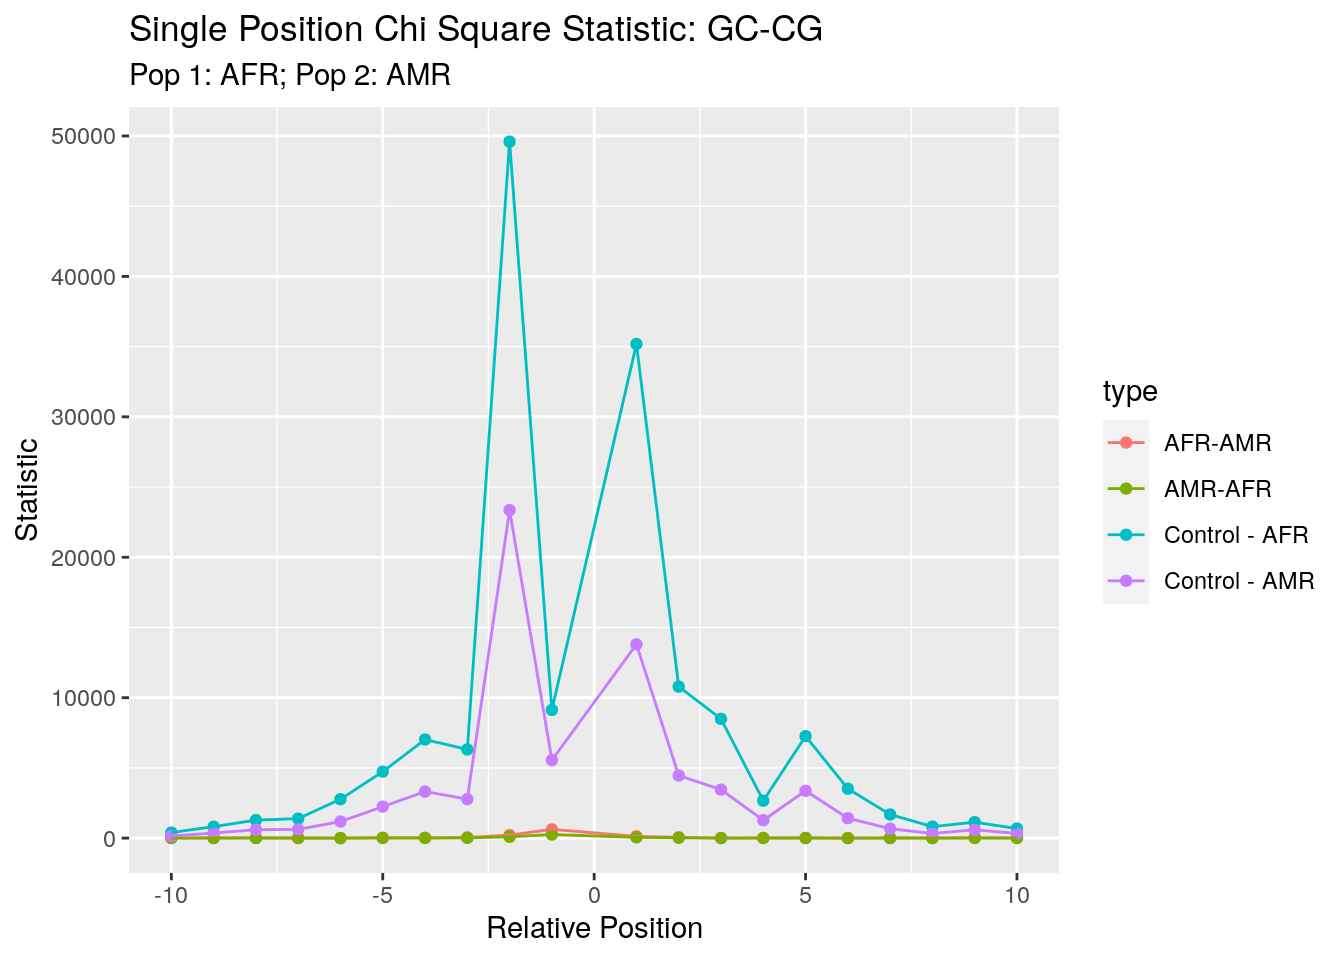 Single Position Chi Square Statistic: GC-CG
Pop 1: AFR; Pop 2: AMR
50000
40000
30000
20000
10000
0
Statistic
-10
-5
0
5
10
Relative Position
type
AFR-AMR
AMR-AFR
Control - AFR
Control - AMR